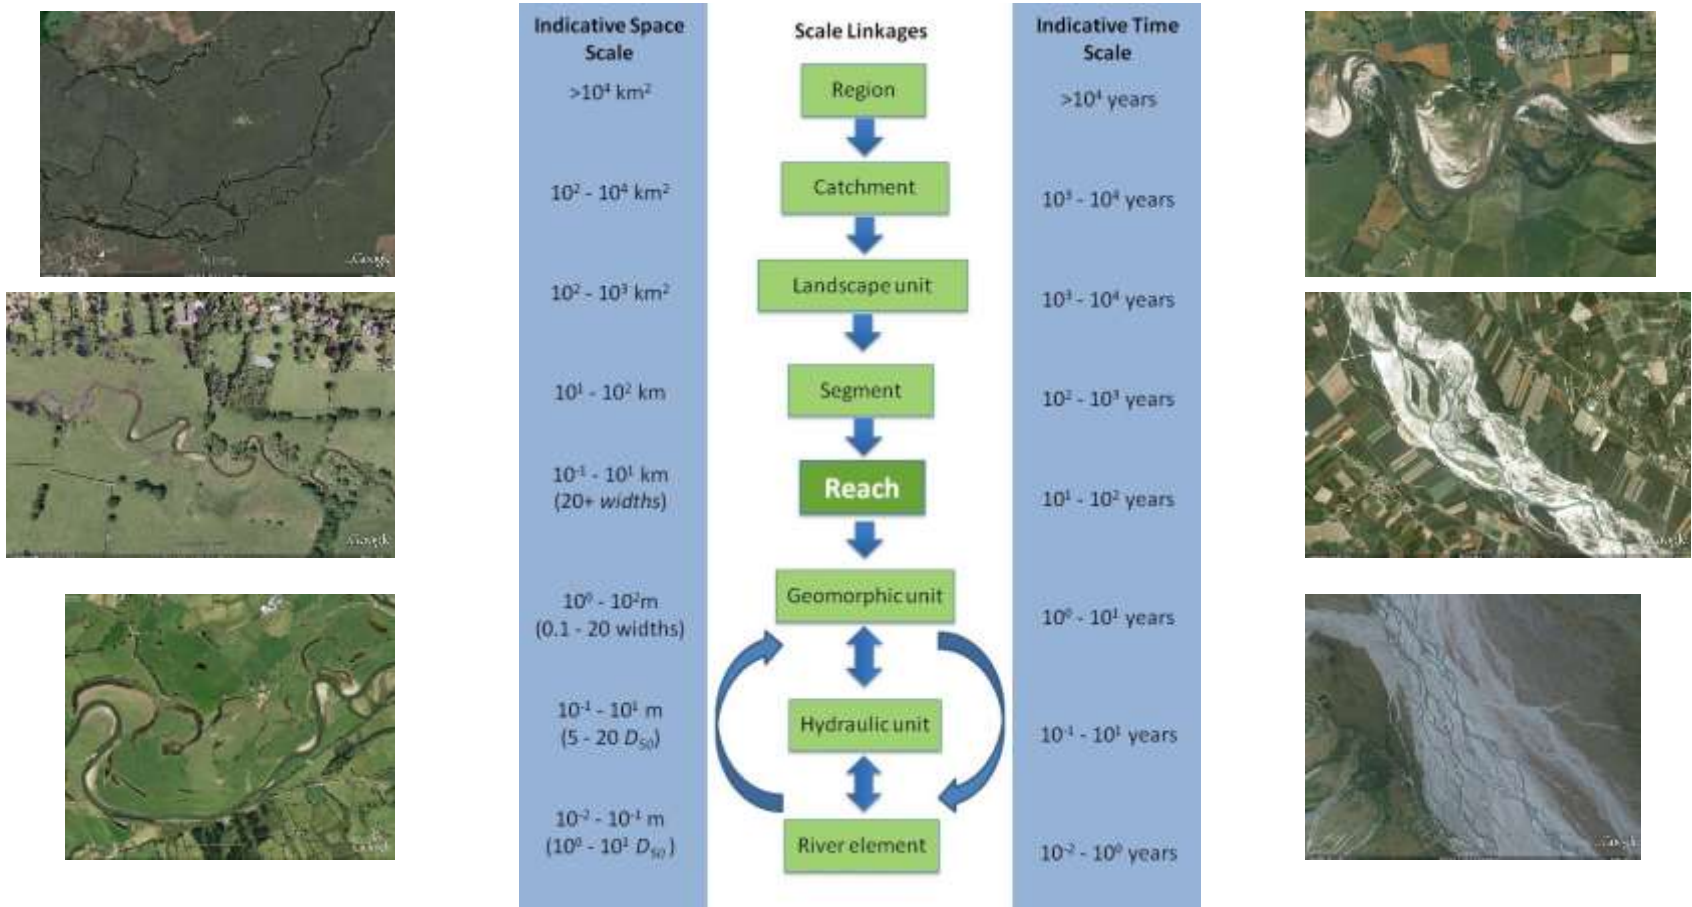 Indicative Space
Scale
Scale Linkages
Indicative Time
Scale
>10⁴ km²
Region
>10⁴ years
10² - 10⁴ km²
Catchment
10³ - 10⁴ years
10² - 10³ km²
Landscape unit
10³ - 10⁴ years
10¹ - 10² km
Segment
10² - 10³ years
10⁻¹ - 10¹ km
(20+ widths)
Reach
10¹ - 10² years
10⁰ - 10²m
(0.1 - 20 widths)
Geomorphic unit
10⁰ - 10¹ years
10⁻¹ - 10¹ m
(5 - 20 D₅₀)
Hydraulic unit
10⁻¹ - 10¹ years
10⁻² - 10⁻¹ m
(10⁰ - 10¹ D₅₀ )
River element
10⁻² - 10⁰ years
Google
Google
Google
Google